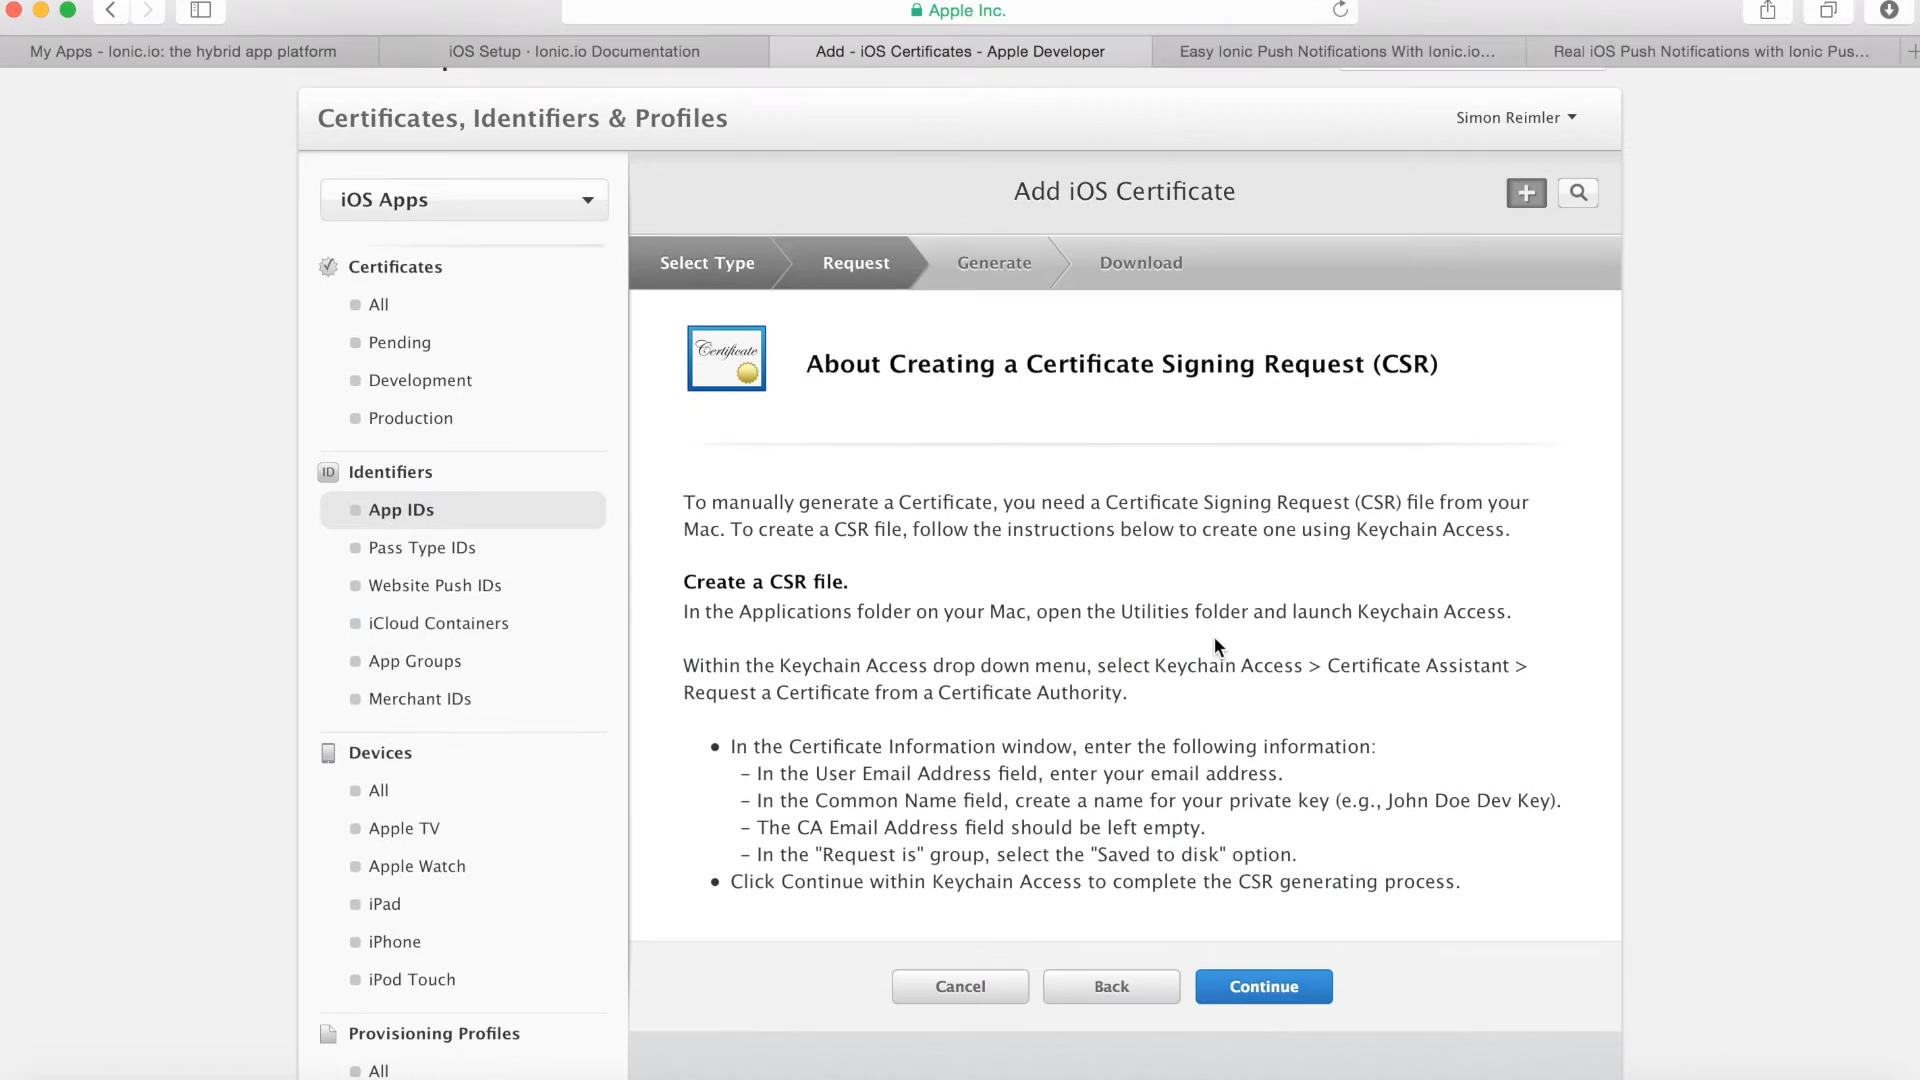 Apple Inc.
My Apps - Ionic.io: the hybrid app platform
iOS Setup · Ionic.io Documentation
Add - iOS Certificates - Apple Developer
Easy Ionic Push Notifications With Ionic.io...
Real iOS Push Notifications with Ionic Pus...
Certificates, Identifiers & Profiles
Simon Reimler
iOS Apps
Add iOS Certificate
Select Type
Request
Generate
Download
Certificates
All
Pending
Development
Production
ID
Identifiers
App IDs
Pass Type IDs
Website Push IDs
iCloud Containers
App Groups
Merchant IDs
Devices
All
Apple TV
Apple Watch
iPad
iPhone
iPod Touch
Provisioning Profiles
All
Certificate
About Creating a Certificate Signing Request (CSR)
To manually generate a Certificate, you need a Certificate Signing Request (CSR) file from your
Mac. To create a CSR file, follow the instructions below to create one using Keychain Access.
Create a CSR file.
In the Applications folder on your Mac, open the Utilities folder and launch Keychain Access.
Within the Keychain Access drop down menu, select Keychain Access > Certificate Assistant >
Request a Certificate from a Certificate Authority.
• In the Certificate Information window, enter the following information:
– In the User Email Address field, enter your email address.
– In the Common Name field, create a name for your private key (e.g., John Doe Dev Key).
– The CA Email Address field should be left empty.
– In the "Request is" group, select the "Saved to disk" option.
• Click Continue within Keychain Access to complete the CSR generating process.
Cancel
Back
Continue